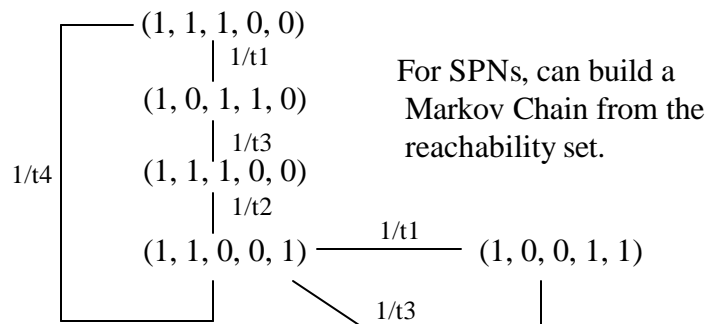 (1, 1, 1, 0, 0)
1/t1
For SPNs, can build a
(1, 0, 1, 1, 0)
Markov Chain from the
1/t3
reachability set.
1/t4
(1, 1, 1, 0, 0)
1/t2
(1, 1, 0, 0, 1)
1/t1
(1, 0, 0, 1, 1)
1/t3